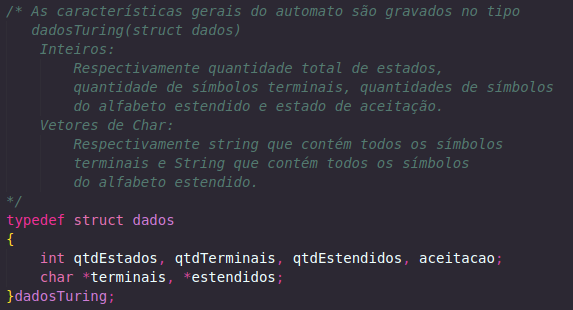 /* As características gerais do automato são gravados no tipo
dadosTuring(struct dados)
Inteiros:
Respectivamente quantidade total de estados,
quantidade de símbolos terminais, quantidades de símbolos
do alfabeto estendido e estado de aceitação.
Vetores de Char:
Respectivamente string que contém todos os símbolos
terminais e String que contém todos os símbolos
do alfabeto estendido.
*/
typedef struct dados
{
int qtdEstados, qtdTerminais, qtdEstendidos, aceitacao;
char *terminais, *estendidos;
}dadosTuring;